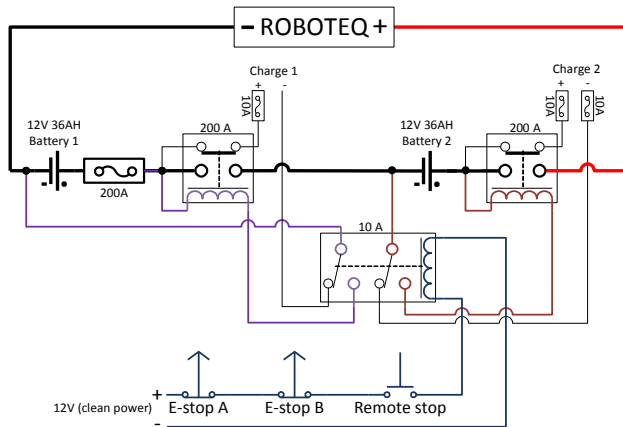 - ROBOTEQ +
Charge 1
+
-
10A
Charge 2
+
-
10A
10A
12V 36AH
Battery 1
200 A
12V 36AH
Battery 2
200 A
-
-
200A
10 A
+
12V (clean power)
-
E-stop A
E-stop B
Remote stop